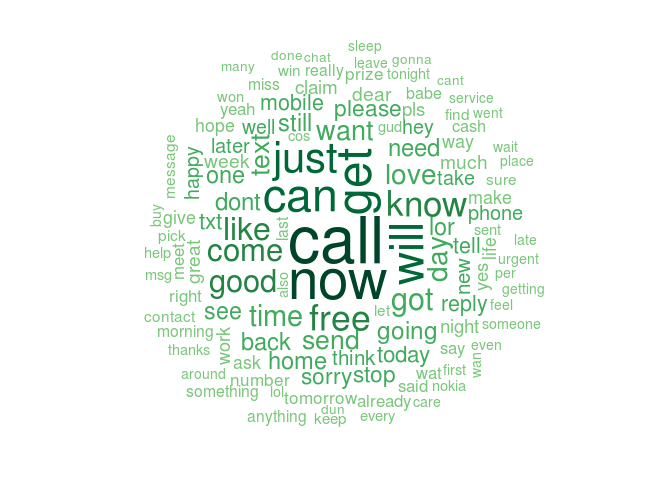 sleep
done
chat
leave
gonna
many
win
really
prize
tonight
cant
miss
claim
dear
babe
service
won
yeah
mobile
please
pls
find
went
hope
well
still
want
gud
hey
cash
cos
way
wait
message
happy
later
text
just
get
need
much
place
week
one
can
love
take
sure
buy
give
txt
dont
like
last
call
know
make
phone
pick
come
now
will
lor
day
tell
sent
late
help
meet
great
good
also
new
yes
life
urgent
per
msg
getting
right
see
time
free
let
got
reply
feel
contact
morning
work
back
send
going
night
someone
thanks
ask
home
think
today
say
even
wan
around
number
sorry
stop
wat
first
something
lol
tomorrow
already
said
nokia
care
anything
dun
keep
every